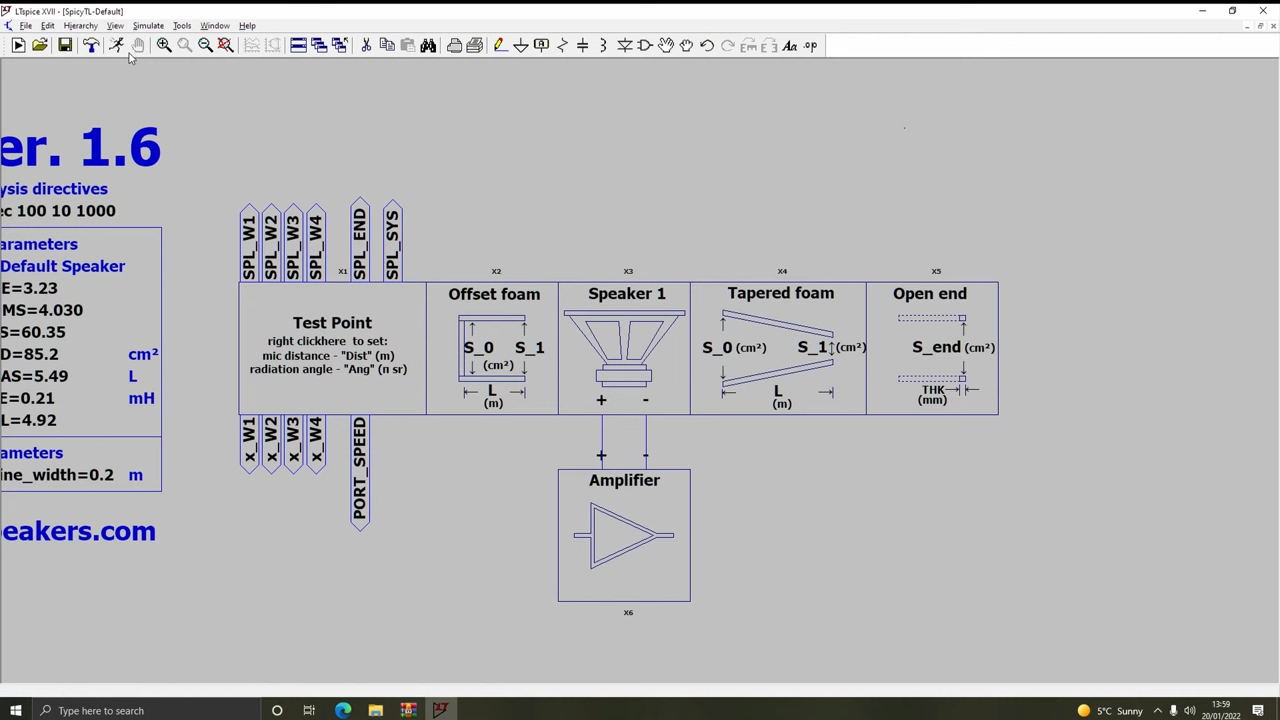 LTspice XVII - [SpicyTL-Default]
File Edit Hierarchy View Simulate Tools Window Help
Aa .op
er. 1.6
ysis directives
ec 100 10 1000
arameters
Default Speaker
E=3.23
MS=4.030
S=60.35
D=85.2 cm²
AS=5.49 L
E=0.21 mH
L=4.92
ameters
ine_width=0.2 m
eakers.com
SPL_W1
SPL_W2
SPL_W3
SPL_W4
SPL_END
SPL_SYS
X1
X2
X3
X4
X5
Test Point
right clickhere to set:
mic distance - "Dist" (m)
radiation angle - "Ang" (n sr)
Offset foam
S_0 S_1
(cm²)
L
(m)
Speaker 1
+ -
Tapered foam
S_0 (cm²) S_1 (cm²)
L
(m)
Open end
S_end (cm²)
THK
(mm)
x_W1
x_W2
x_W3
x_W4
PORT_SPEED
+ -
Amplifier
X6
Type here to search
5°C Sunny
13:59
20/01/2022